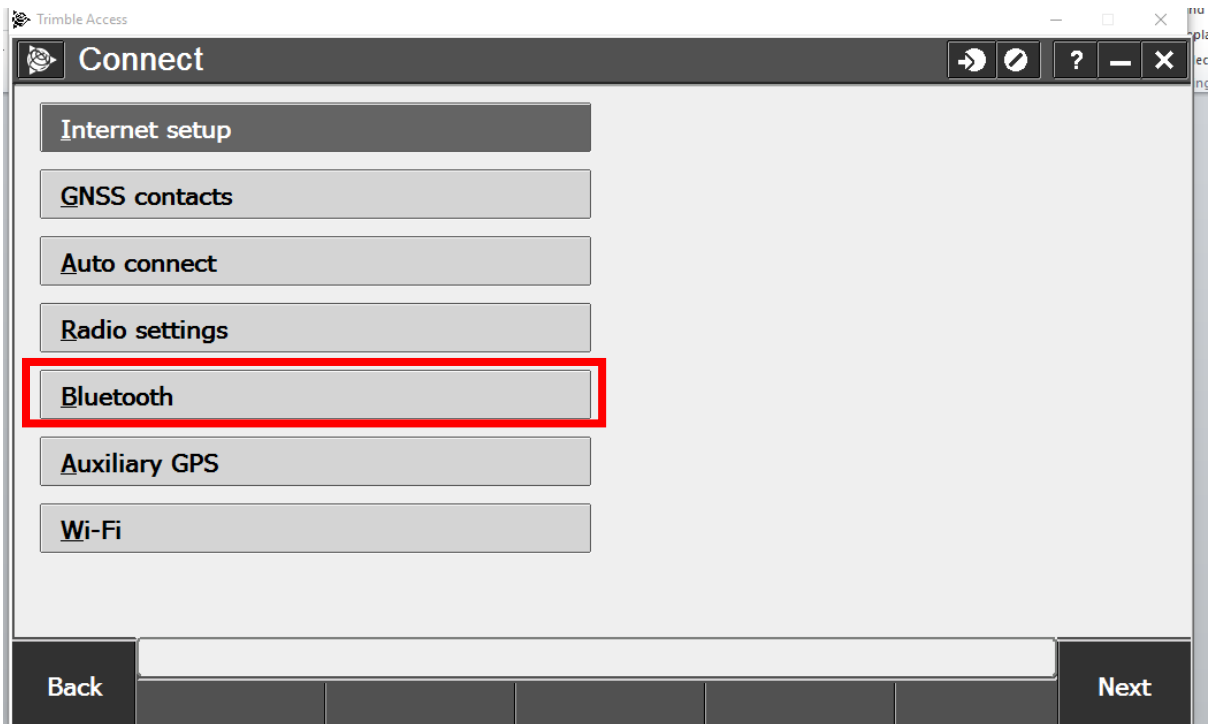 Trimble Access
Connect
?
Internet setup
GNSS contacts
Auto connect
Radio settings
Bluetooth
Auxiliary GPS
Wi-Fi
Back
Next